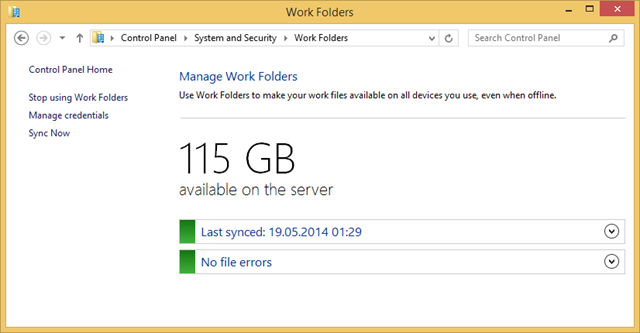 Work Folders
Control Panel System and Security Work Folders
Search Control Panel
Control Panel Home
Stop using Work Folders
Manage credentials
Sync Now
Manage Work Folders
Use Work Folders to make your work files available on all devices you use, even when offline.
115 GB
available on the server
Last synced: 19.05.2014 01:29
No file errors